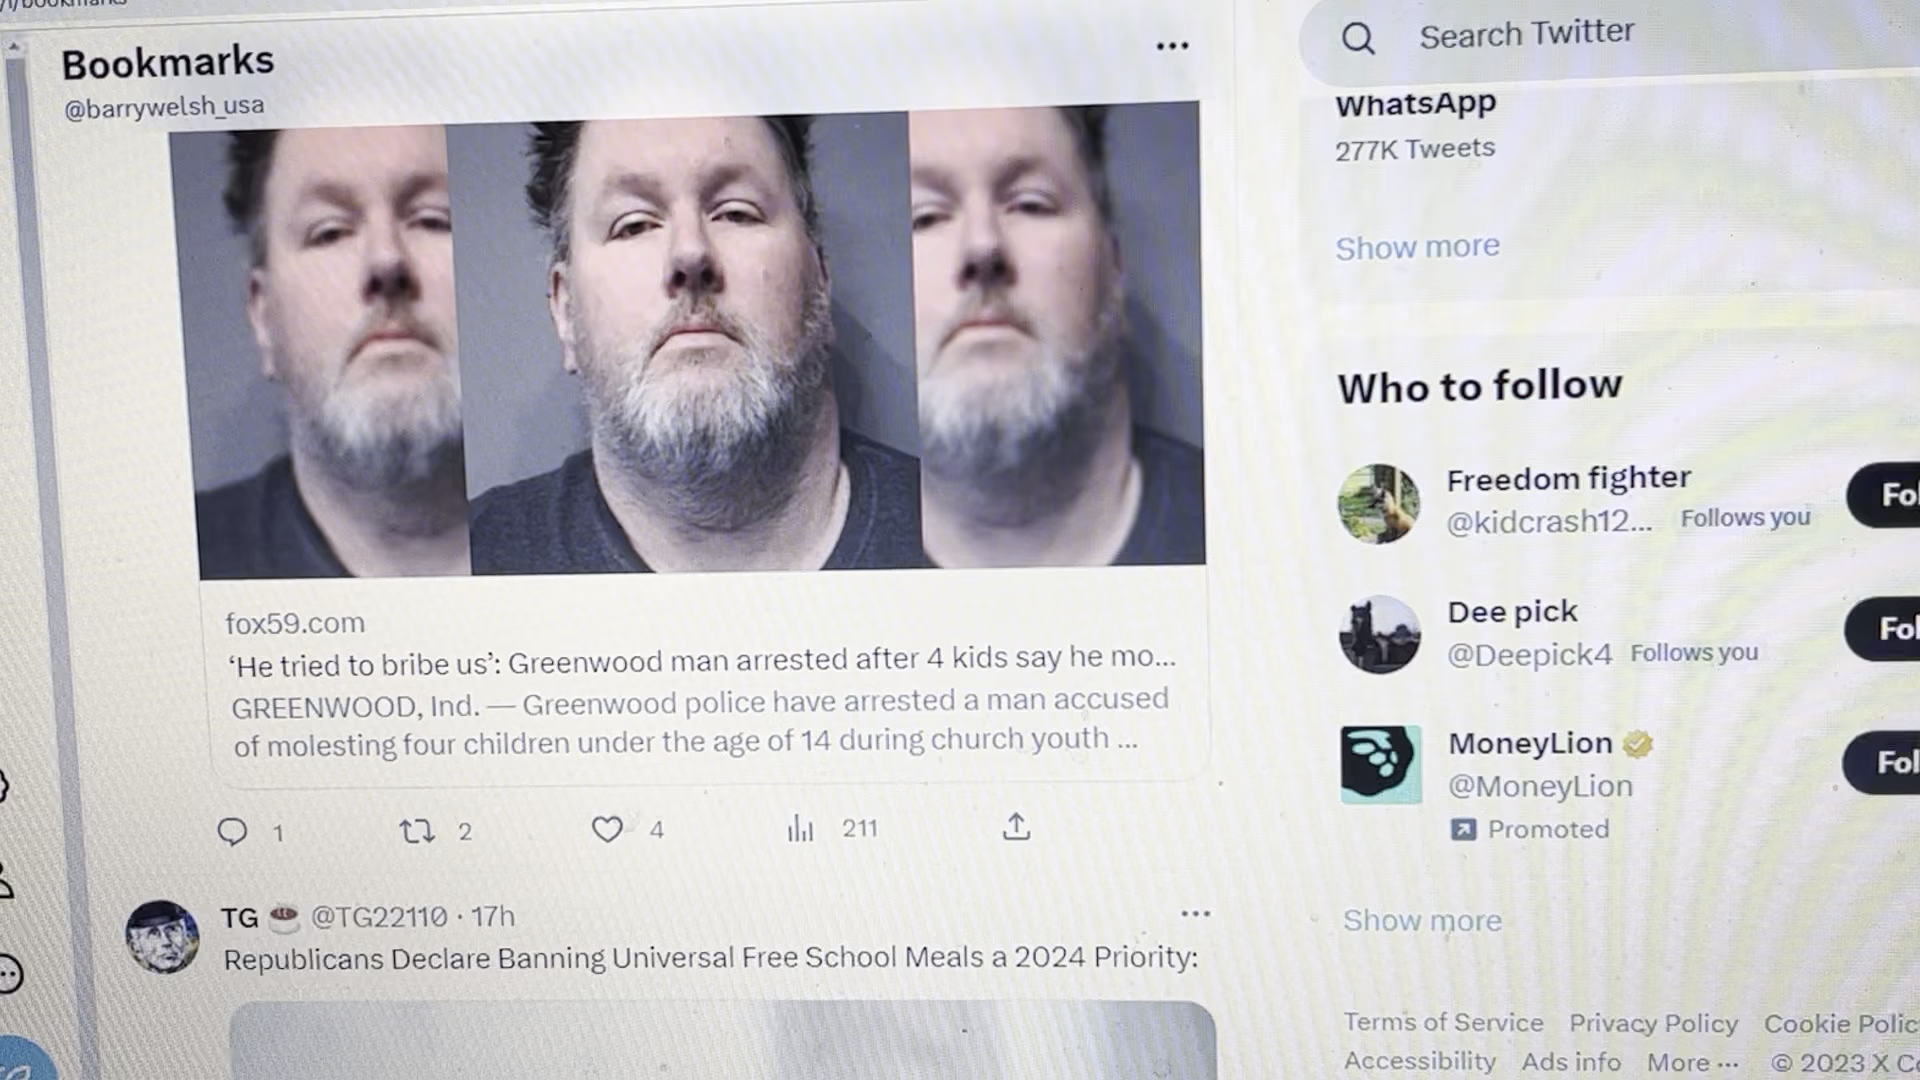 Bookmarks
@barrywelsh_usa
fox59.com
‘He tried to bribe us’: Greenwood man arrested after 4 kids say he mo...
GREENWOOD, Ind. — Greenwood police have arrested a man accused
of molesting four children under the age of 14 during church youth ...
1 2 4 211
TG @TG22110 · 17h
Republicans Declare Banning Universal Free School Meals a 2024 Priority:
Search Twitter
WhatsApp
277K Tweets
Show more
Who to follow
Freedom fighter
@kidcrash12... Follows you
Dee pick
@Deepick4 Follows you
MoneyLion
@MoneyLion
Promoted
Show more
Terms of Service Privacy Policy
Accessibility Ads info More ··· © 2023 X